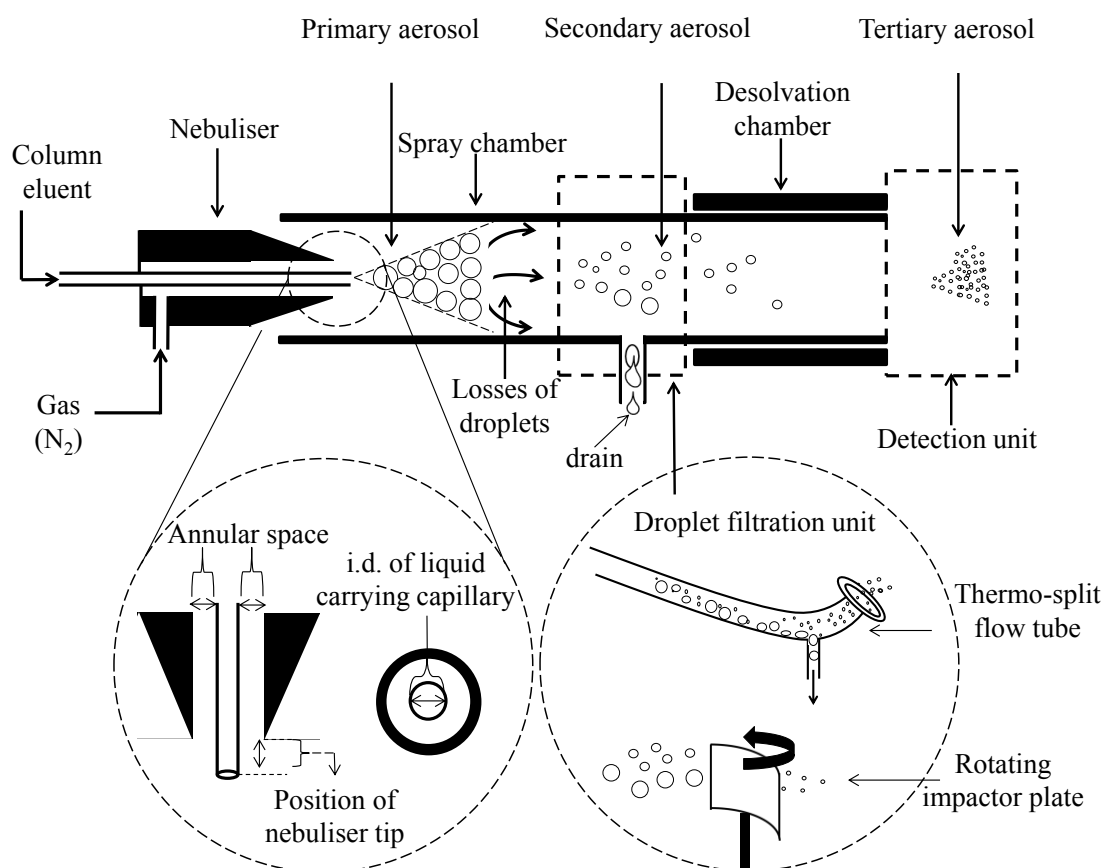 Primary aerosol
Secondary aerosol
Tertiary aerosol
Desolvation
chamber
Nebuliser
Spray chamber
Column
eluent
Gas
(N₂)
Losses of
droplets
drain
Detection unit
Droplet filtration unit
Annular space
i.d. of liquid
carrying capillary
Thermo-split
flow tube
Position of
nebuliser tip
Rotating
impactor plate